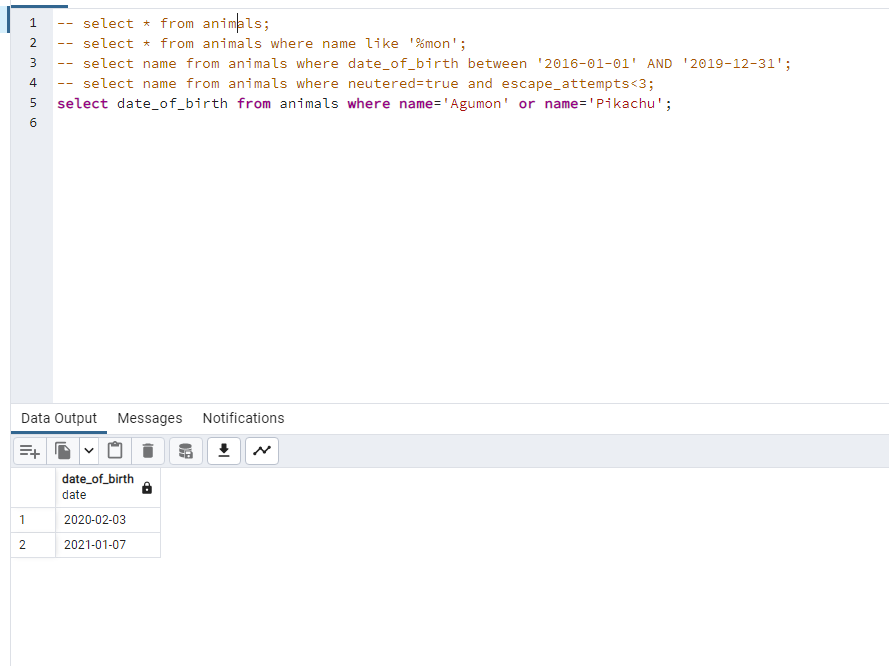 1 -- select * from animals;
2 -- select * from animals where name like '%mon';
3 -- select name from animals where date_of_birth between '2016-01-01' AND '2019-12-31';
4 -- select name from animals where neutered=true and escape_attempts<3;
5 select date_of_birth from animals where name='Agumon' or name='Pikachu';
6
Data Output Messages Notifications
date_of_birth
date
1 2020-02-03
2 2021-01-07